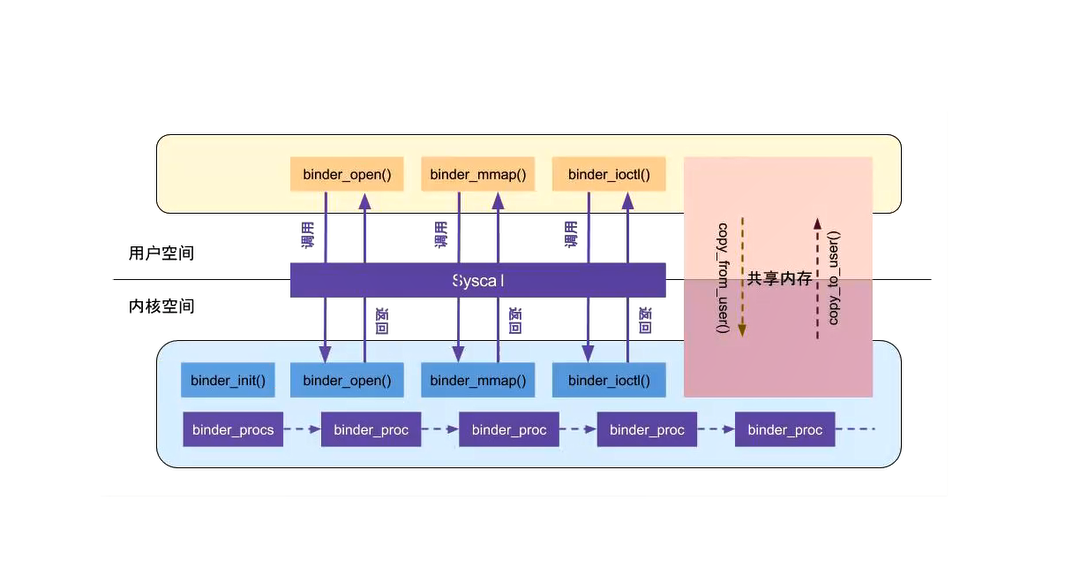 binder_open()
binder_mmap()
binder_ioctl()
调用
调用
调用
用户空间
Syscall
内核空间
返回
返回
返回
copy_from_user()
共享内存
copy_to_user()
binder_init()
binder_open()
binder_mmap()
binder_ioctl()
binder_procs
binder_proc
binder_proc
binder_proc
binder_proc